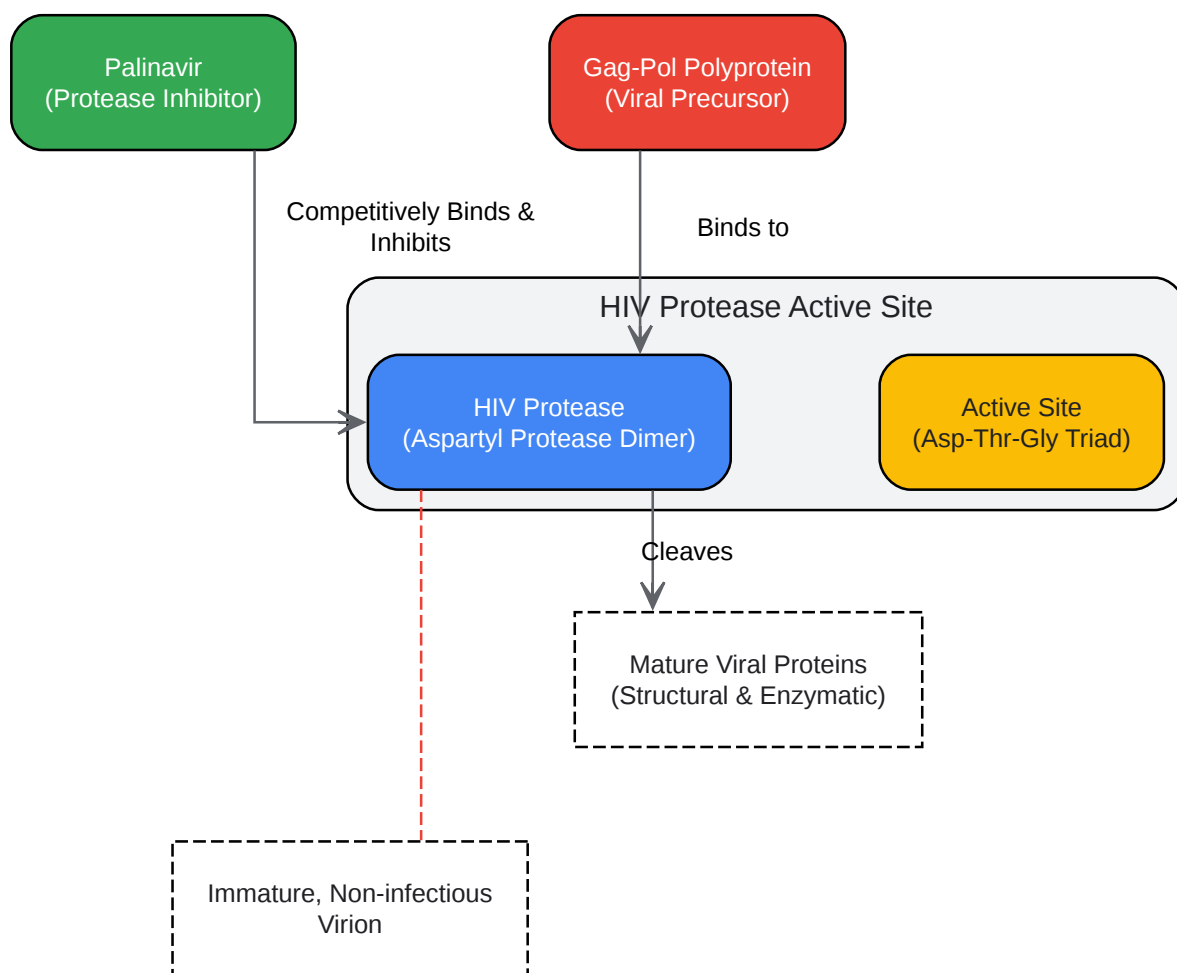 Palinavir
(Protease Inhibitor)
Gag-Pol Polyprotein
(Viral Precursor)
Competitively Binds &
Inhibits
Binds to
HIV Protease Active Site
HIV Protease
(Aspartyl Protease Dimer)
Active Site
(Asp-Thr-Gly Triad)
Cleaves
Mature Viral Proteins
(Structural & Enzymatic)
Immature, Non-infectious
Virion